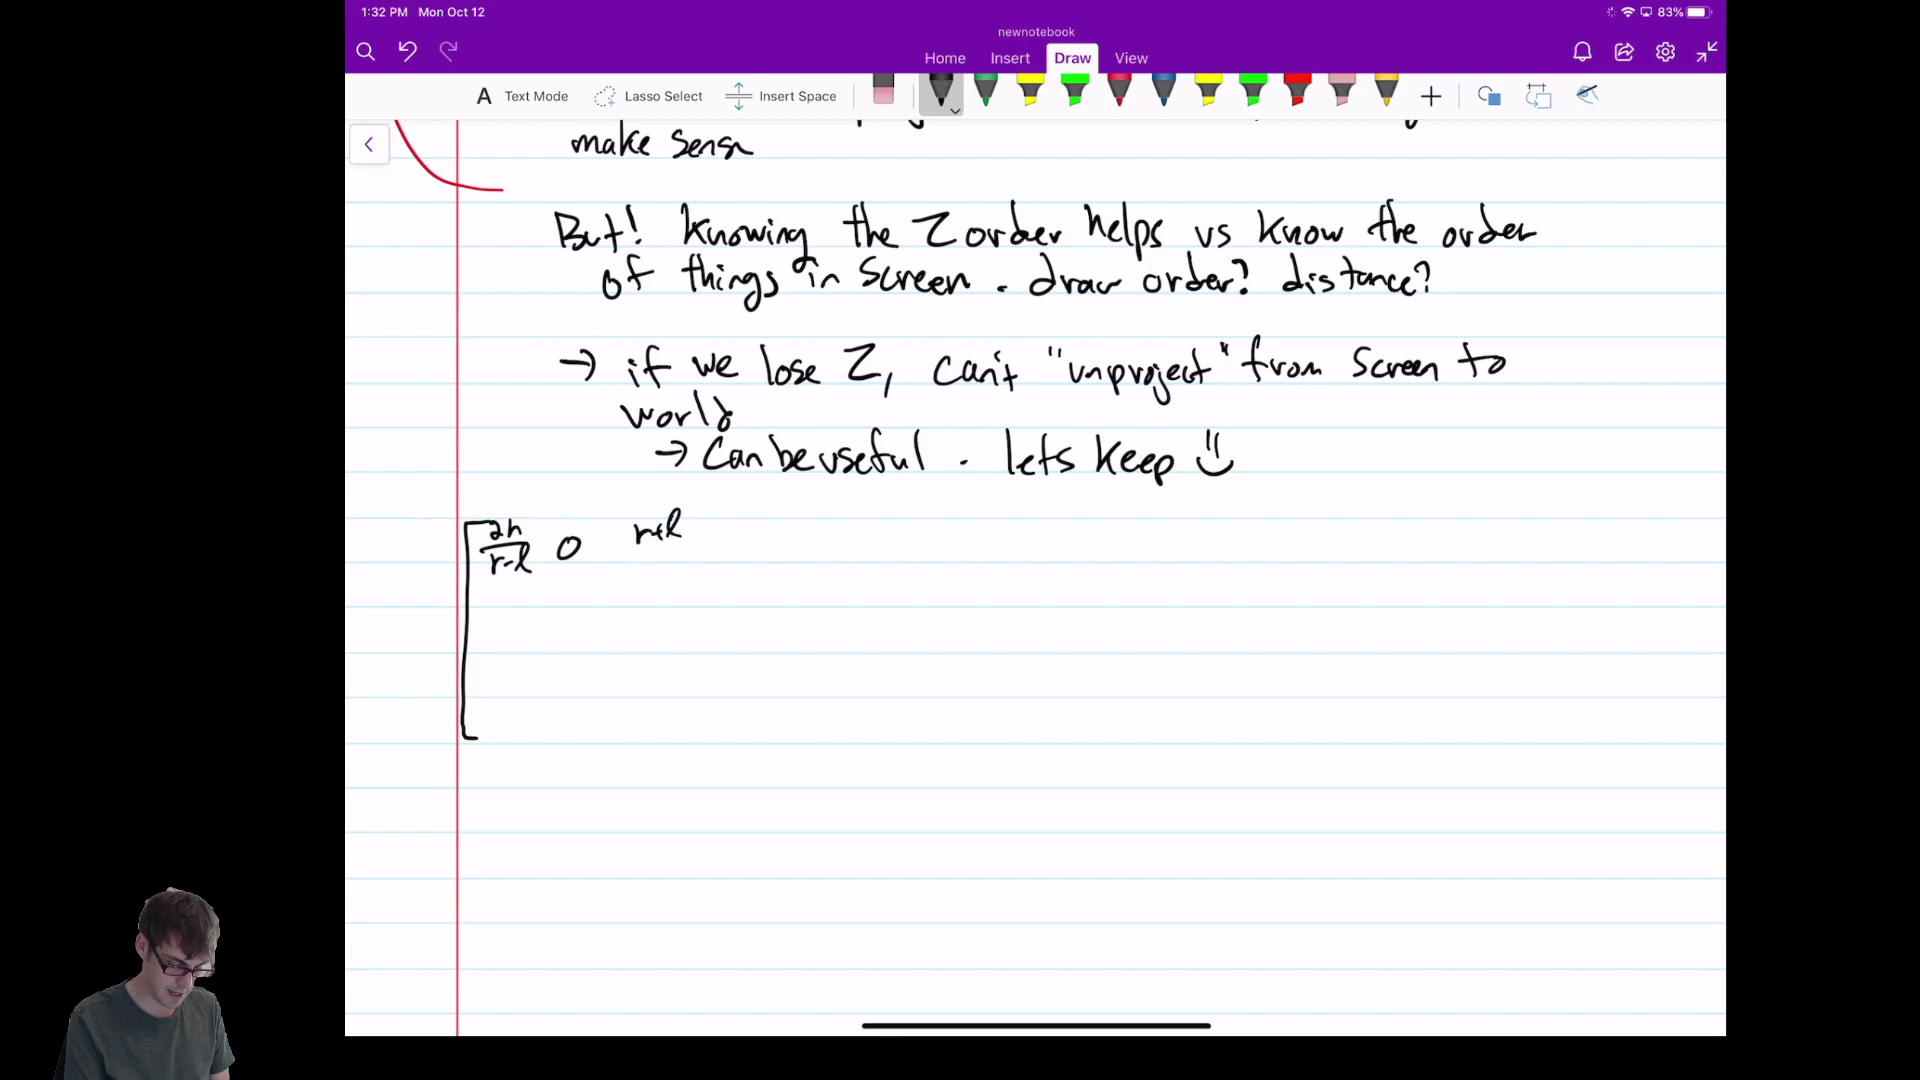 1:32 PM Mon Oct 12
83%
newnotebook
Home Insert Draw View
A Text Mode Lasso Select Insert Space
make sense
But! Knowing the Z order helps vs know the order
of things in screen. draw order? distance?
→ if we lose Z, can't "unproject" from screen to
world
→ Can be useful. lets keep
2n
r-l
0
r+l